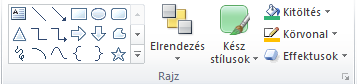 Elrendezés
Kész
stílusok
Kitöltés
Körvonal
Effektusok
Rajz